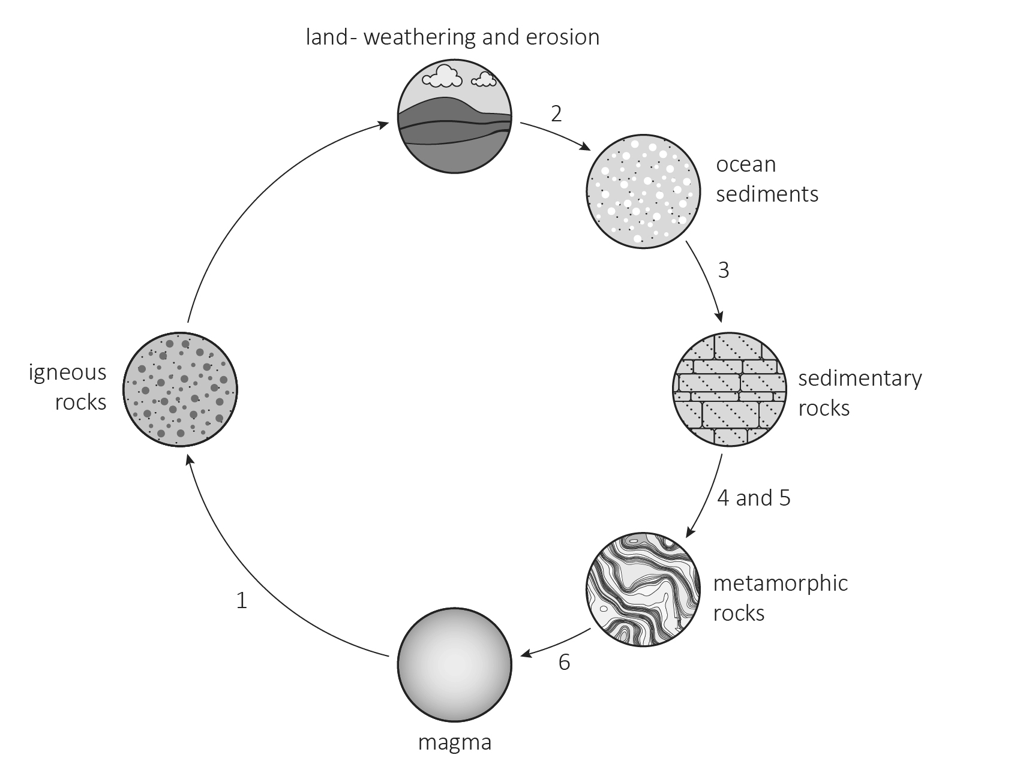 land- weathering and erosion
2
ocean
sediments
3
igneous
rocks
sedimentary
rocks
4 and 5
metamorphic
rocks
1
6
magma